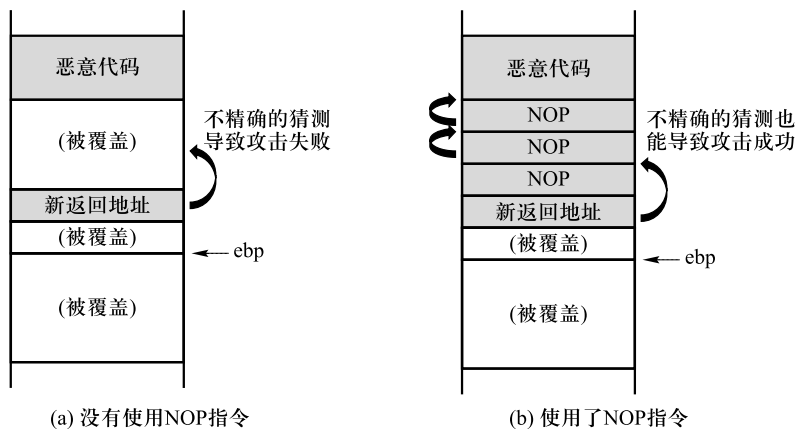 恶意代码
(被覆盖)
不精确的猜测
导致攻击失败
新返回地址
(被覆盖)
ebp
(被覆盖)
(a) 没有使用NOP指令
恶意代码
NOP
NOP
NOP
不精确的猜测也
能导致攻击成功
新返回地址
(被覆盖)
ebp
(被覆盖)
(b) 使用了NOP指令